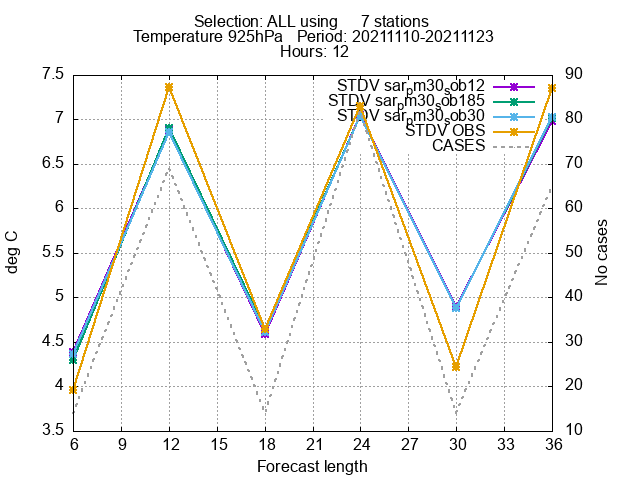 Selection: ALL using 7 stations
Temperature 925hPa Period: 20211110-20211123
Hours: 12
7.5
7
6.5
6
5.5
5
4.5
4
3.5
deg C
STDV sar_pm30_sob12
STDV sar_pm30_sob185
STDV sar_pm30_sob30
STDV OBS
CASES
90
80
70
60
50
40
30
20
10
No cases
6 9 12 15 18 21 24 27 30 33 36
Forecast length